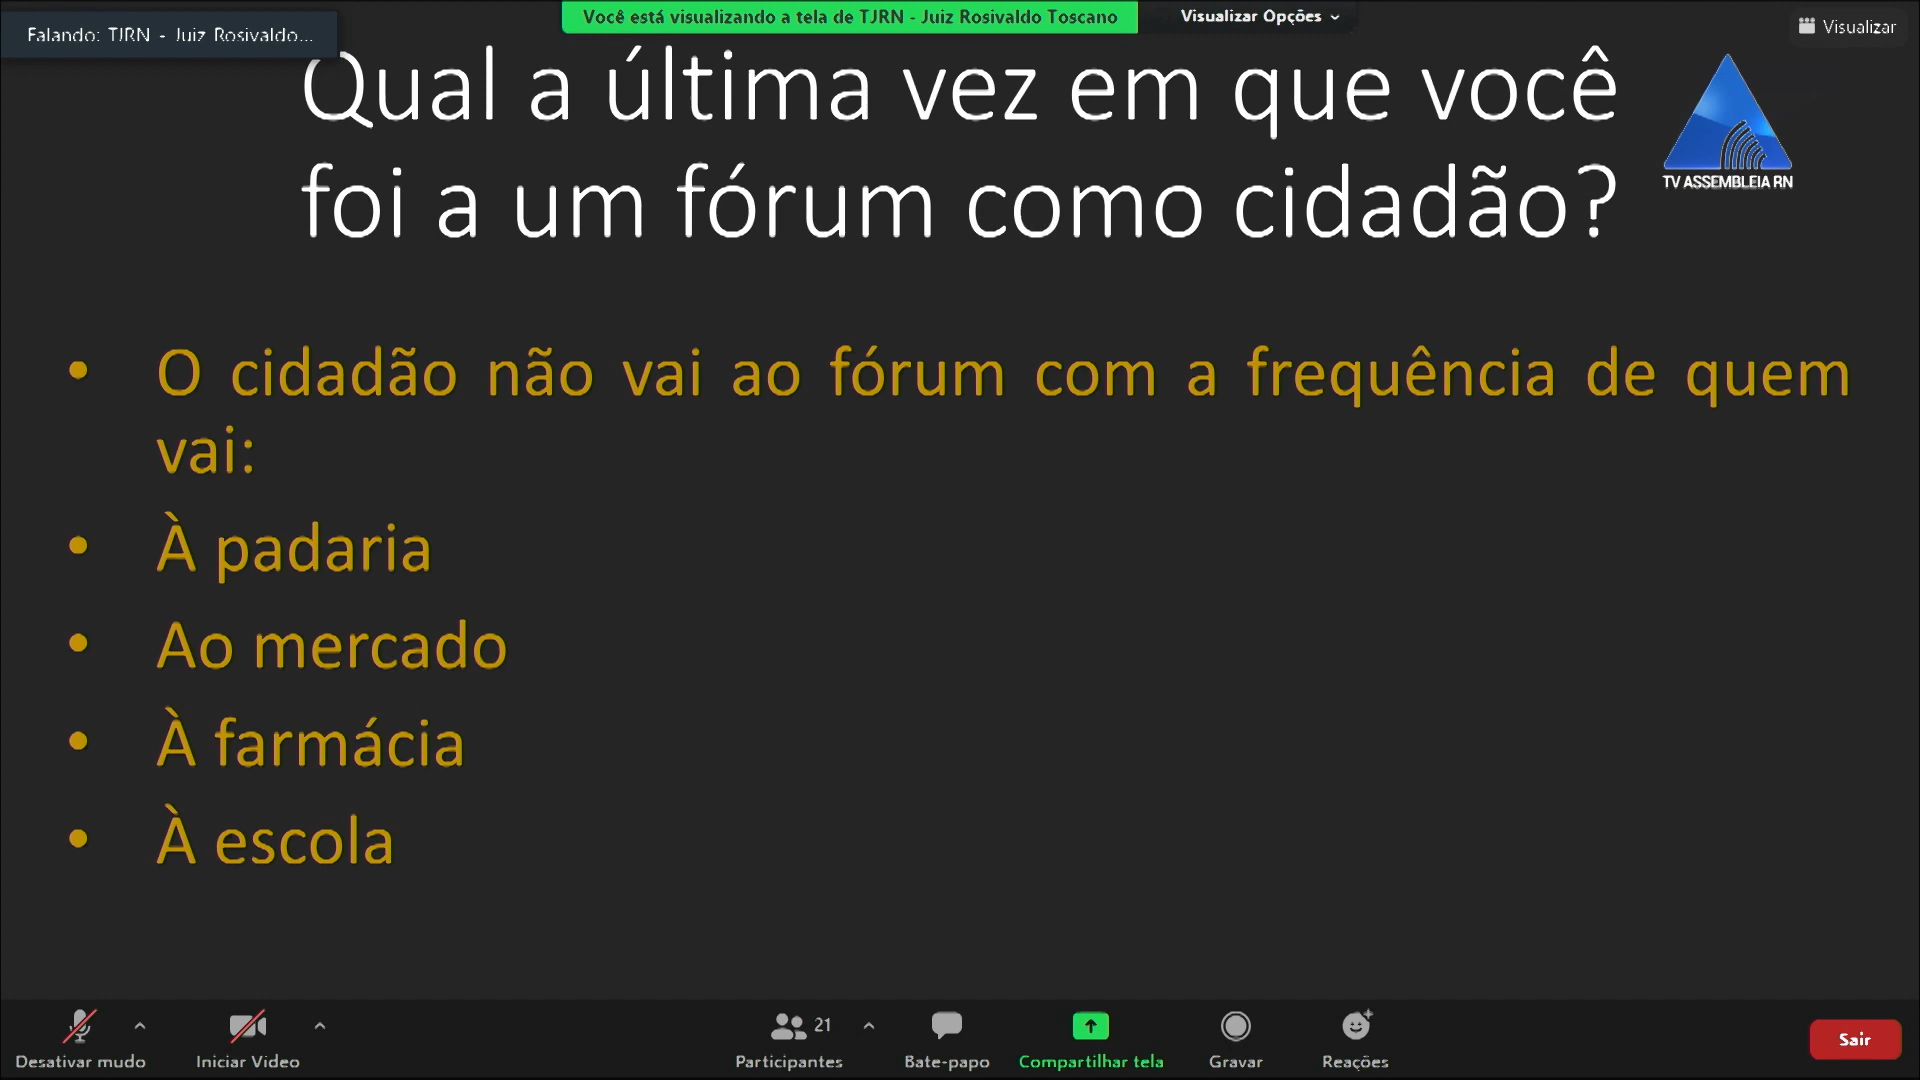 Você está visualizando a tela de TJRN - Juiz Rosivaldo Toscano
Visualizar Opções
Falando: TJRN - Juiz Rosivaldo...
Visualizar
Qual a última vez em que você
foi a um fórum como cidadão?
TV ASSEMBLEIA RN
• O cidadão não vai ao fórum com a frequência de quem
vai:
• À padaria
• Ao mercado
• À farmácia
• À escola
21
Desativar mudo
Iniciar Vídeo
Participantes
Bate-papo
Compartilhar tela
Gravar
Reações
Sair